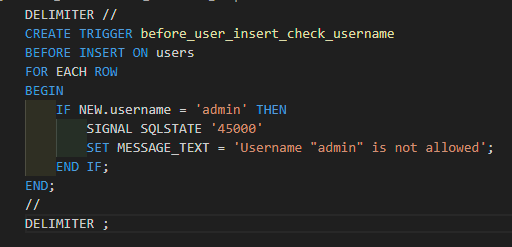 DELIMITER //
CREATE TRIGGER before_user_insert_check_username
BEFORE INSERT ON users
FOR EACH ROW
BEGIN
    IF NEW.username = 'admin' THEN
        SIGNAL SQLSTATE '45000'
        SET MESSAGE_TEXT = 'Username "admin" is not allowed';
    END IF;
END;
//
DELIMITER ;